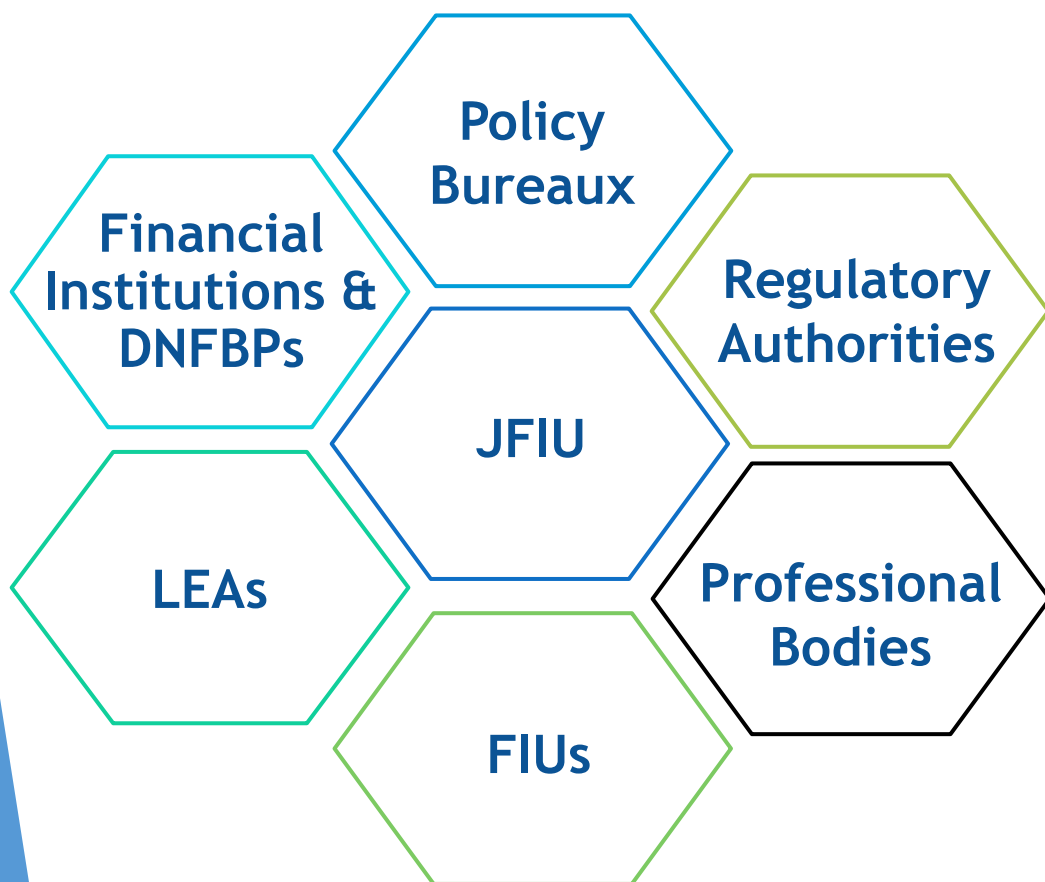 Policy
Bureaux
Financial
Institutions &
DNFBPs
Regulatory
Authorities
JFIU
LEAs
Professional
Bodies
FIUs